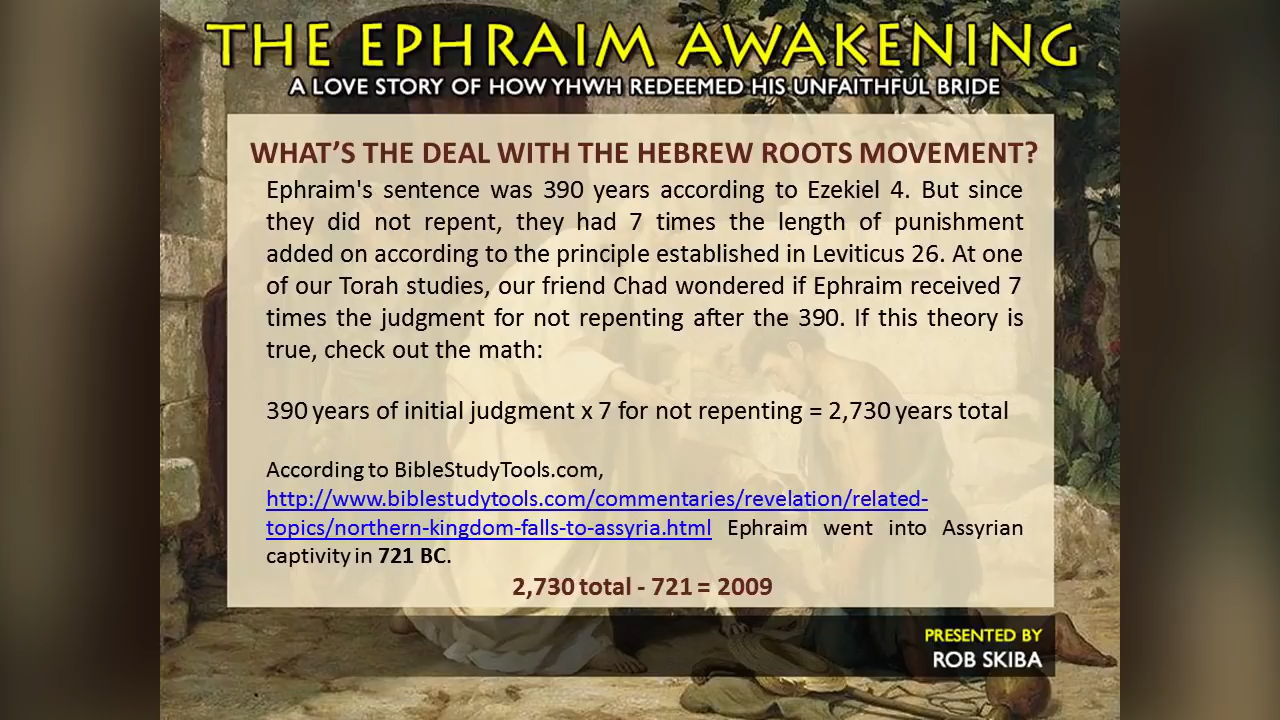 THE EPHRAIM AWAKENING
A LOVE STORY OF HOW YHWH REDEEMED HIS UNFAITHFUL BRIDE
WHAT'S THE DEAL WITH THE HEBREW ROOTS MOVEMENT?
Ephraim's sentence was 390 years according to Ezekiel 4. But since
they did not repent, they had 7 times the length of punishment
added on according to the principle established in Leviticus 26. At one
of our Torah studies, our friend Chad wondered if Ephraim received 7
times the judgment for not repenting after the 390. If this theory is
true, check out the math:
390 years of initial judgment x 7 for not repenting = 2,730 years total
According to BibleStudyTools.com,
http://www.biblestudytools.com/commentaries/revelation/related-
topics/northern-kingdom-falls-to-assyria.html Ephraim went into Assyrian
captivity in 721 BC.
2,730 total - 721 = 2009
PRESENTED BY
ROB SKIBA